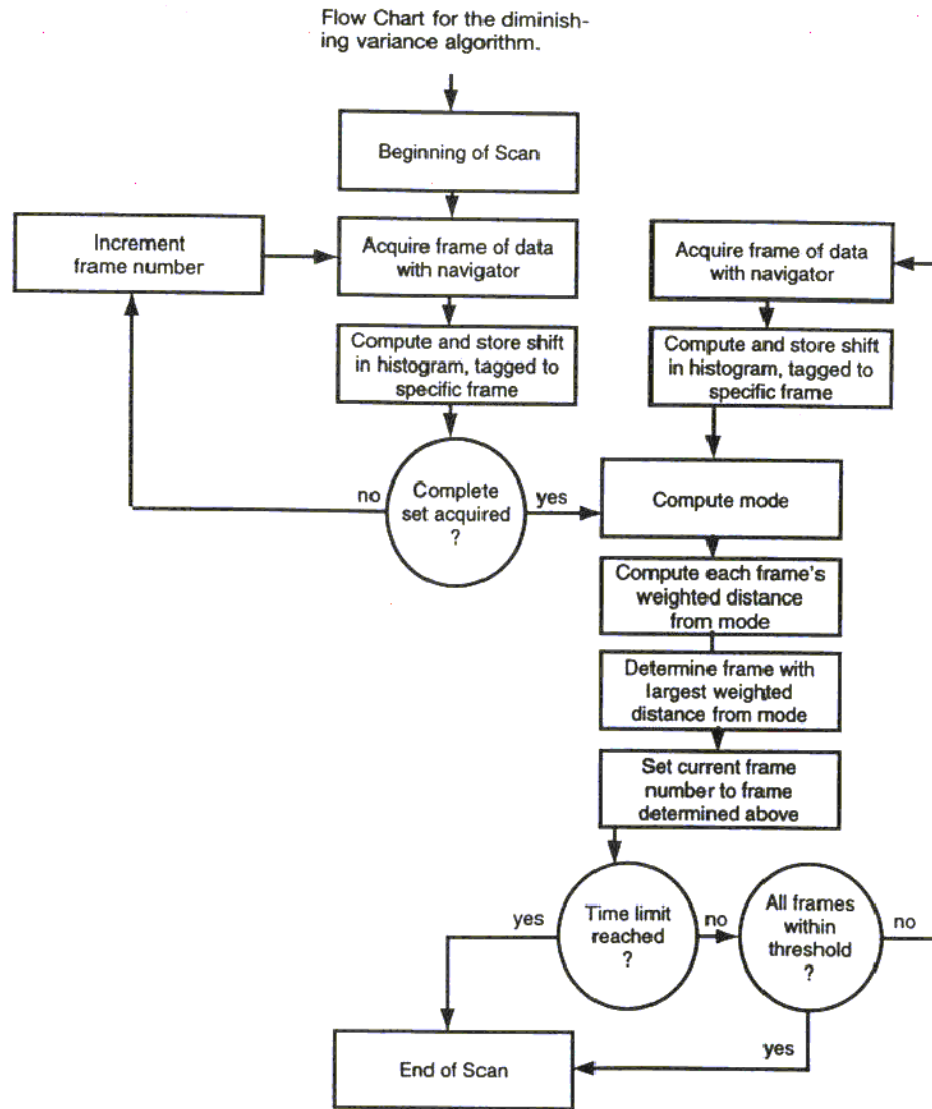 Flow Chart for the diminish-
ing variance algorithm.
Beginning of Scan
Increment
frame number
Acquire frame of data
with navigator
Acquire frame of data
with navigator
Compute and store shift
in histogram, tagged to
specific frame
Compute and store shift
in histogram, tagged to
specific frame
no
Complete
set acquired
?
yes
Compute mode
Compute each frame's
weighted distance
from mode
Determine frame with
largest weighted
distance from mode
Set current frame
number to frame
determined above
yes
Time limit
reached
?
no
All frames
within
threshold
?
no
yes
End of Scan